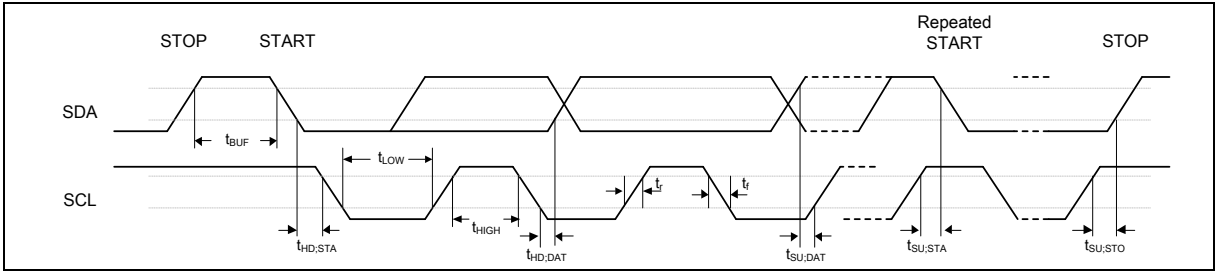 STOP START Repeated START STOP
SDA
tBUF
tLOW
SCL
tr
tf
tHIGH
tHD;STA
tHD;DAT
tSU;DAT
tSU;STA
tSU;STO